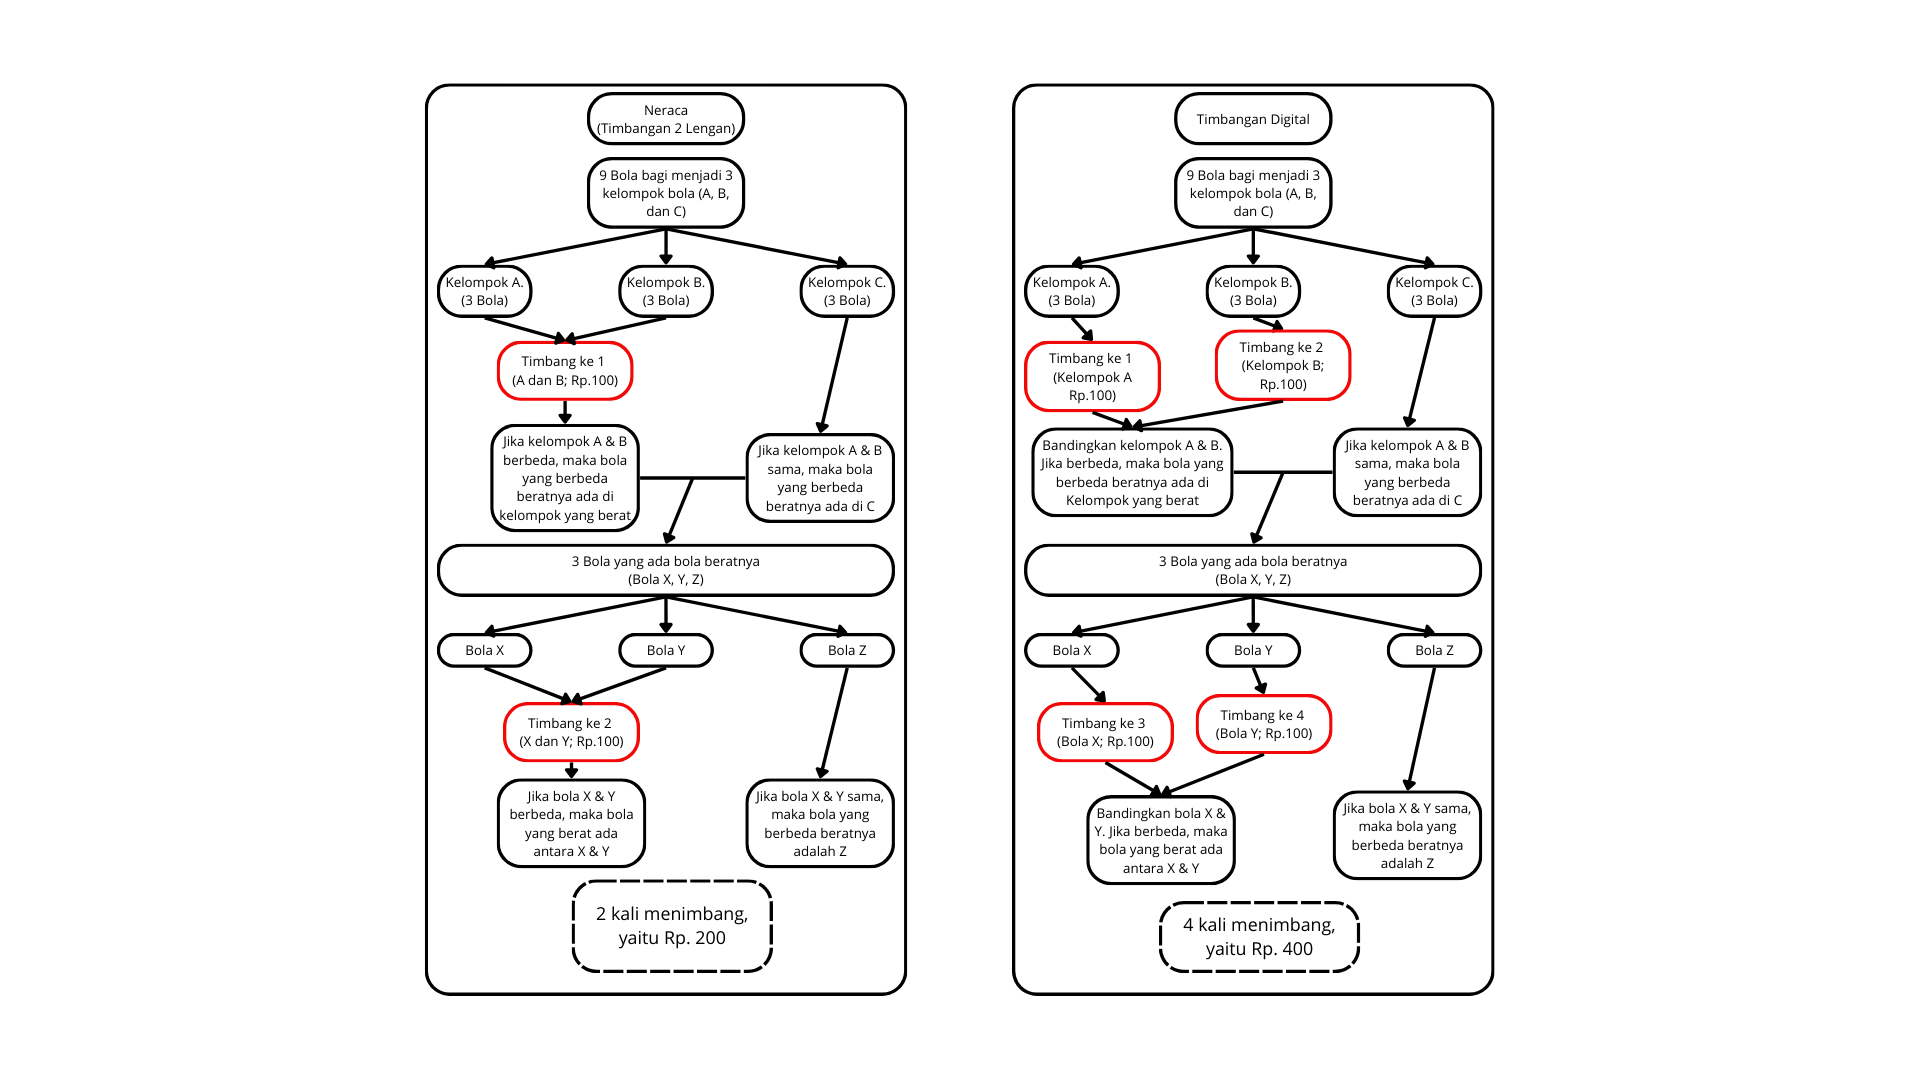 Neraca
(Timbangan 2 Lengan)
9 Bola bagi menjadi 3
kelompok bola (A, B,
dan C)
Kelompok A.
(3 Bola)
Kelompok B.
(3 Bola)
Kelompok C.
(3 Bola)
Timbang ke 1
(A dan B; Rp.100)
Jika kelompok A & B
berbeda, maka bola
yang berbeda
beratnya ada di
kelompok yang berat
Jika kelompok A & B
sama, maka bola
yang berbeda
beratnya ada di C
3 Bola yang ada bola beratnya
(Bola X, Y, Z)
Bola X
Bola Y
Bola Z
Timbang ke 2
(X dan Y; Rp.100)
Jika bola X & Y
berbeda, maka bola
yang berat ada
antara X & Y
Jika bola X & Y sama,
maka bola yang
berbeda beratnya
adalah Z
2 kali menimbang,
yaitu Rp. 200
Timbangan Digital
9 Bola bagi menjadi 3
kelompok bola (A, B,
dan C)
Kelompok A.
(3 Bola)
Kelompok B.
(3 Bola)
Kelompok C.
(3 Bola)
Timbang ke 1
(Kelompok A
Rp.100)
Timbang ke 2
(Kelompok B;
Rp.100)
Bandingkan kelompok A & B.
Jika berbeda, maka bola yang
berbeda beratnya ada di
Kelompok yang berat
Jika kelompok A & B
sama, maka bola
yang berbeda
beratnya ada di C
3 Bola yang ada bola beratnya
(Bola X, Y, Z)
Bola X
Bola Y
Bola Z
Timbang ke 3
(Bola X; Rp.100)
Timbang ke 4
(Bola Y; Rp.100)
Bandingkan bola X &
Y. Jika berbeda, maka
bola yang berat ada
antara X & Y
Jika bola X & Y sama,
maka bola yang
berbeda beratnya
adalah Z
4 kali menimbang,
yaitu Rp. 400